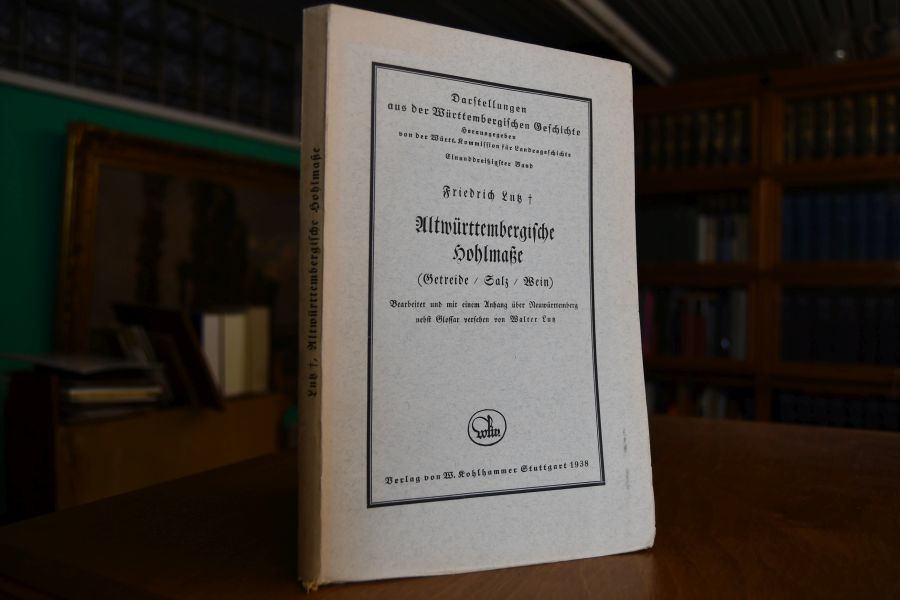 Darstellungen
aus der Württembergischen Geschichte
Herausgegeben
von der Württ. Kommission für Landesgeschichte
Einunddreißigster Band
Friedrich Lutz †
Altwürttembergische
Hohlmaße
(Getreide / Salz / Wein)
Bearbeitet und mit einem Anhang über Neuwürttemberg
nebst Glossar versehen von Walter Lutz
Verlag von W. Kohlhammer Stuttgart 1938
Lutz †, Altwürttembergische Hohlmaße